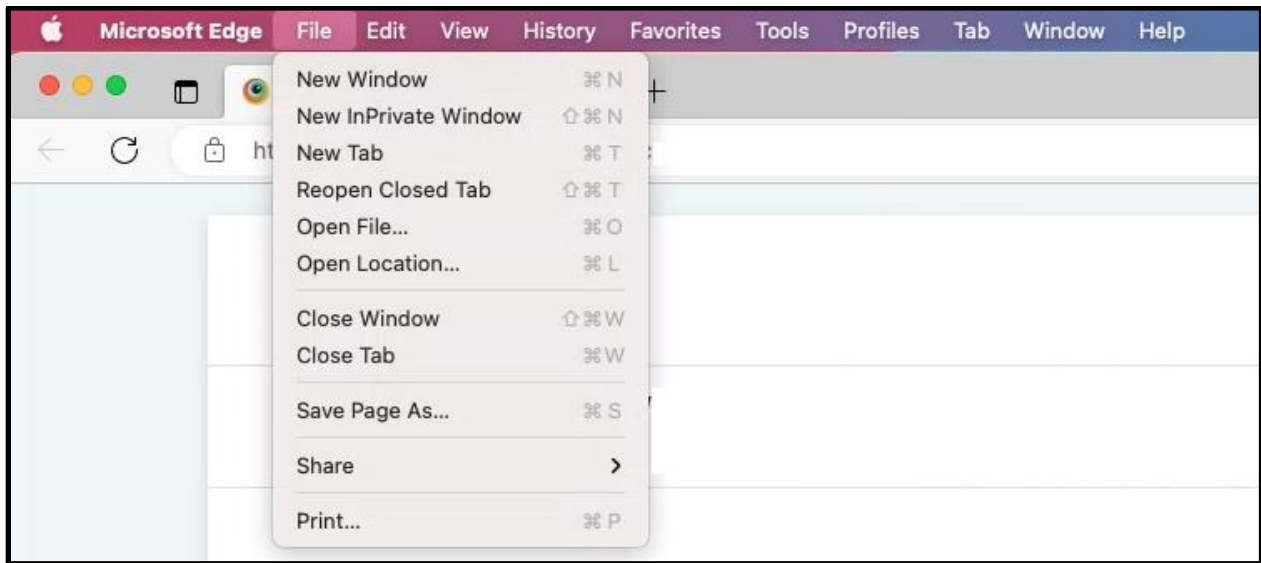 Microsoft Edge File Edit View History Favorites Tools Profiles Tab Window Help
New Window ⌘ N
New InPrivate Window ⇧ ⌘ N
ht
New Tab ⌘ T
Reopen Closed Tab ⇧ ⌘ T
Open File... ⌘ O
Open Location... ⌘ L
Close Window ⇧ ⌘ W
Close Tab ⌘ W
Save Page As... ⌘ S
Share
Print... ⌘ P